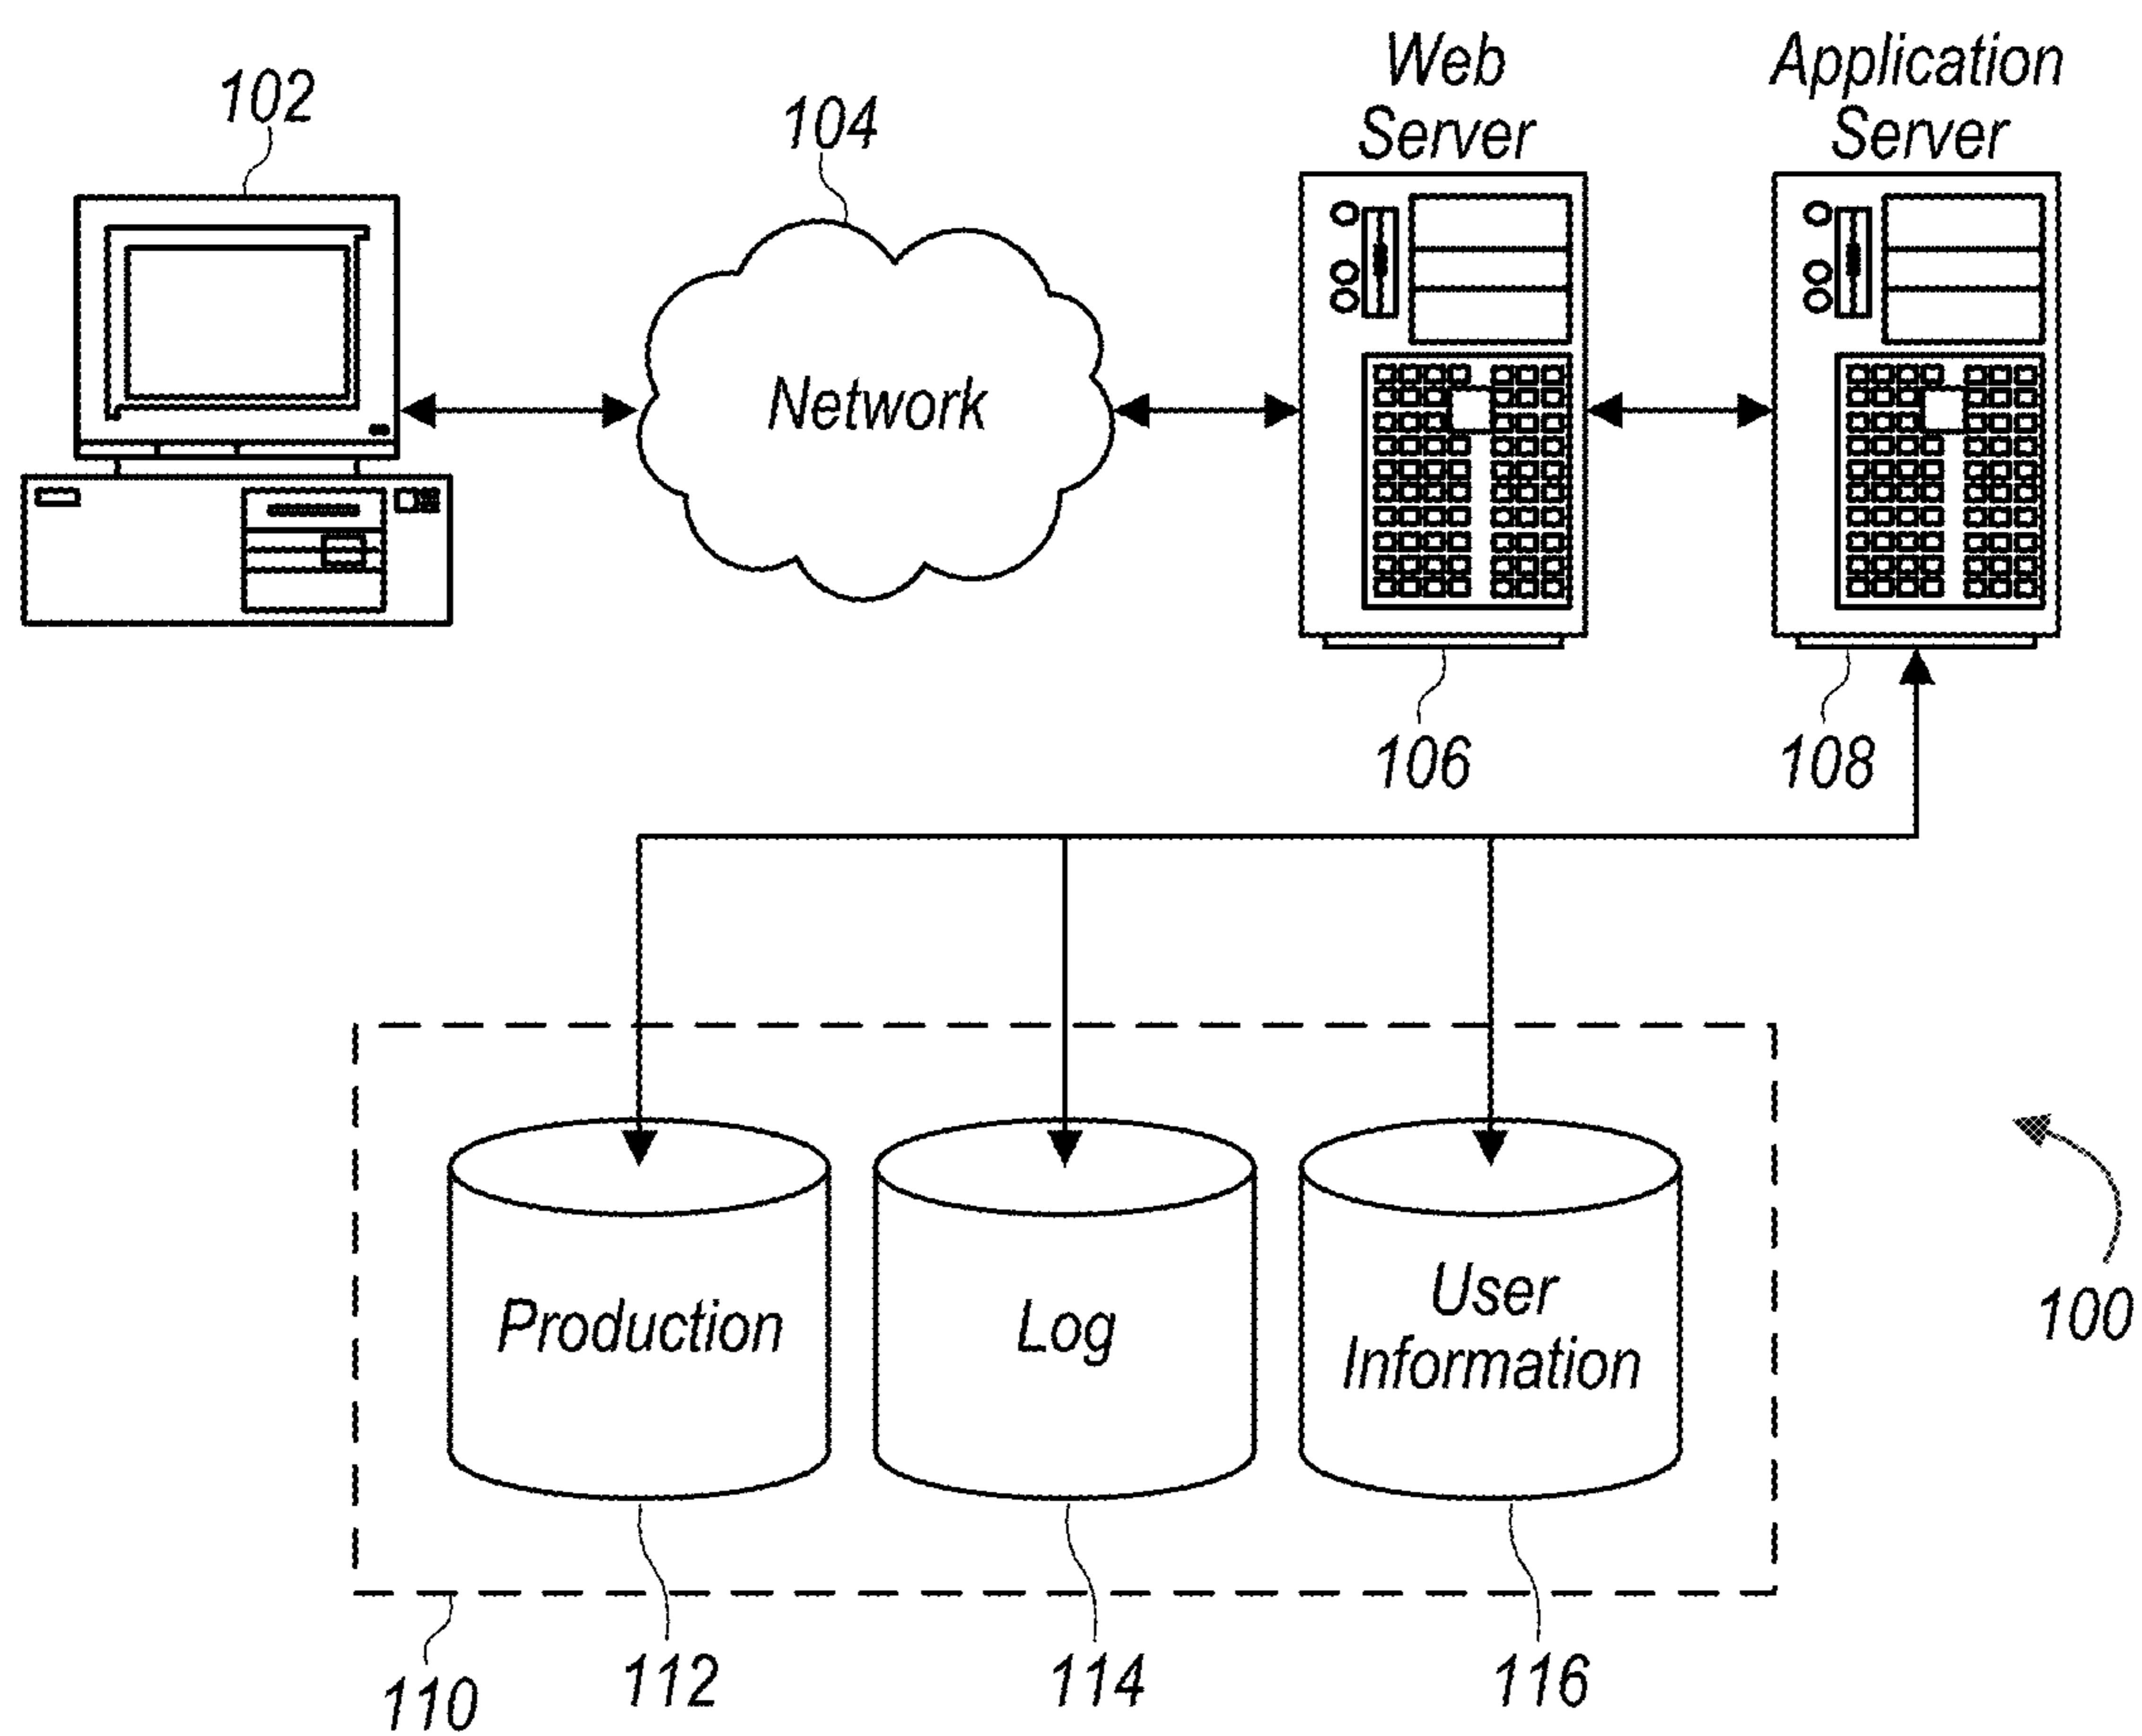 102
104
Web
Server
Application
Server
Network
106
108
Production
Log
User
Information
100
110
112
114
116